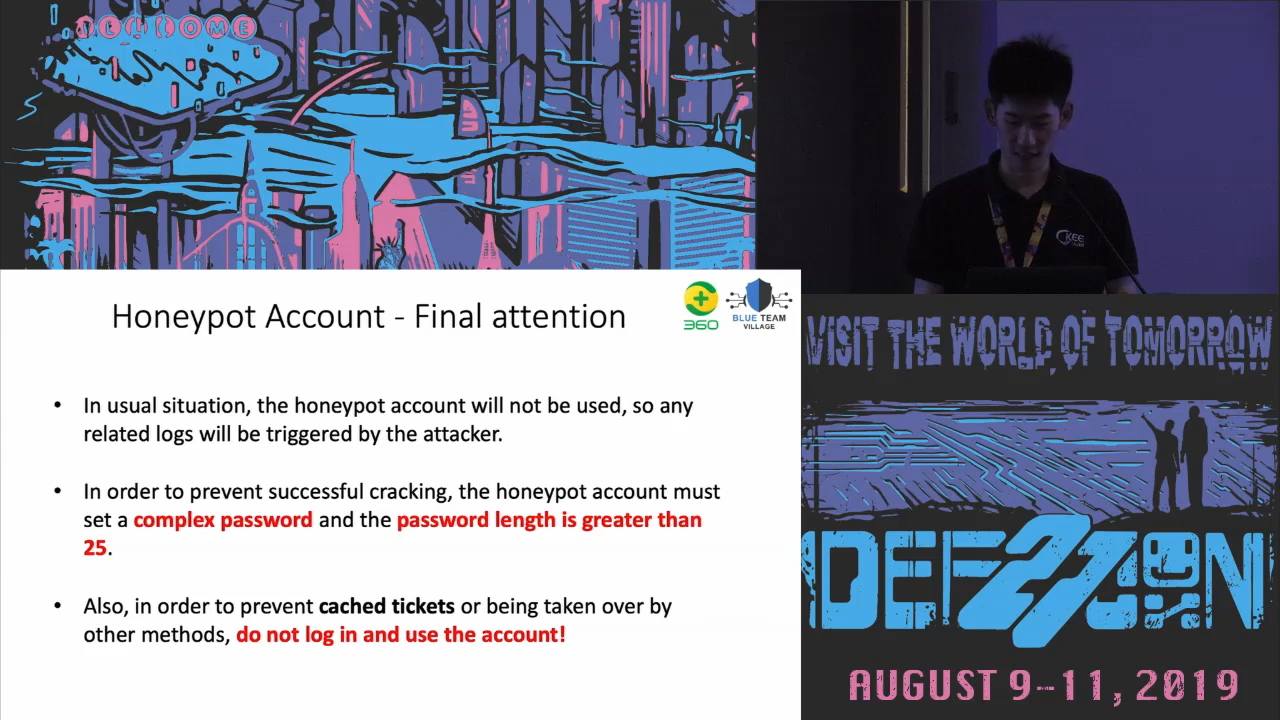 WELCOME
Honeypot Account - Final attention
360
BLUE TEAM
VILLAGE
• In usual situation, the honeypot account will not be used, so any
related logs will be triggered by the attacker.
• In order to prevent successful cracking, the honeypot account must
set a complex password and the password length is greater than
25.
• Also, in order to prevent cached tickets or being taken over by
other methods, do not log in and use the account!
KEE
VISIT THE WORLD OF TOMORROW
DEF 27 CON
AUGUST 9-11, 2019